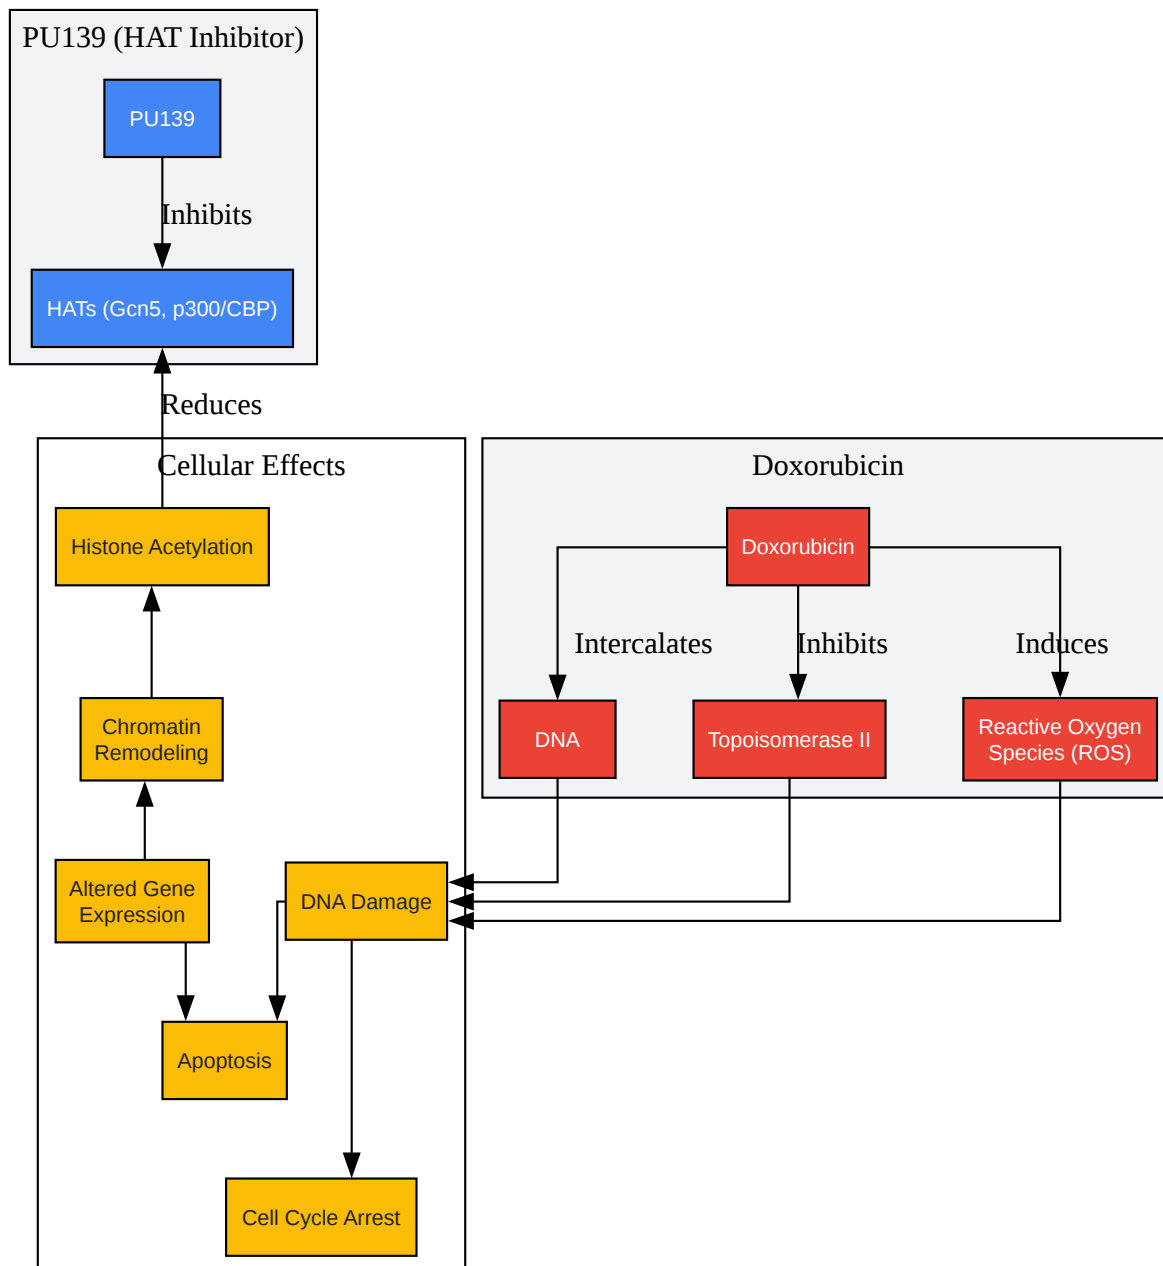 PU139 (HAT Inhibitor)
PU139
Inhibits
HATs (Gcn5, p300/CBP)
Reduces
Cellular Effects
Doxorubicin
Histone Acetylation
Doxorubicin
Intercalates
Inhibits
Induces
Chromatin
Remodeling
DNA
Topoisomerase II
Reactive Oxygen
Species (ROS)
Altered Gene
Expression
DNA Damage
Apoptosis
Cell Cycle Arrest